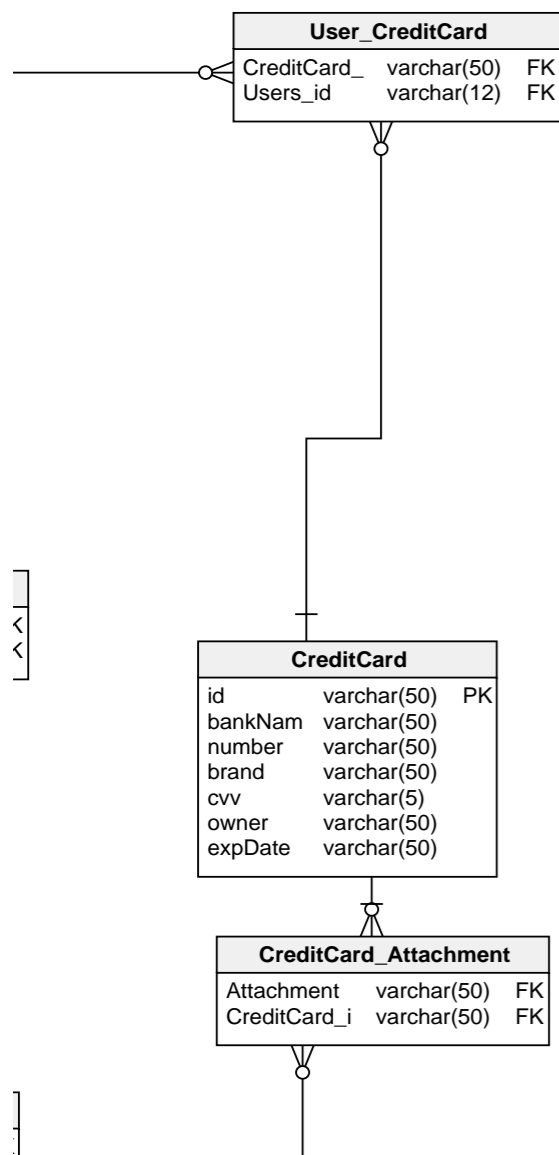 User_CreditCard
CreditCard_ varchar(50) FK
Users_id varchar(12) FK
CreditCard
id varchar(50) PK
bankNam varchar(50)
number varchar(50)
brand varchar(50)
cvv varchar(5)
owner varchar(50)
expDate varchar(50)
CreditCard_Attachment
Attachment varchar(50) FK
CreditCard_i varchar(50) FK